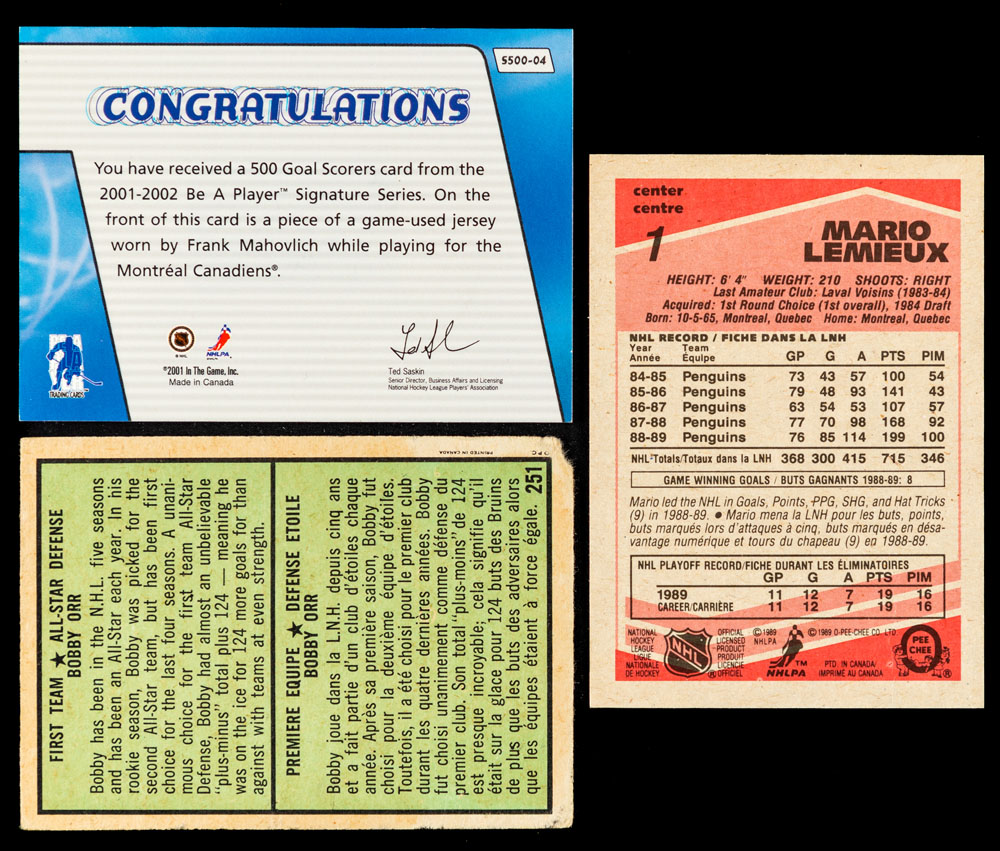 S500-04
CONGRATULATIONS
You have received a 500 Goal Scorers card from the
2001-2002 Be A Player™ Signature Series. On the
front of this card is a piece of a game-used jersey
worn by Frank Mahovlich while playing for the
Montréal Canadiens®.
© NHL
NHLPA
©2001 In The Game, Inc.
Made in Canada
Ted Saskin
Senior Director, Business Affairs and Licensing
National Hockey League Players' Association
TRADING CARDS™
FIRST TEAM ★ ALL-STAR DEFENSE
BOBBY ORR
Bobby has been in the N.H.L. five seasons
and has been an All-Star each year. In his
rookie season, Bobby was picked for the
second All-Star team, but has been first
choice for the last four seasons. A unani-
mous choice for the first team All-Star
Defense, Bobby had almost an unbelievable
"plus-minus" total plus 124 — meaning he
was on the ice for 124 more goals for than
against with teams at even strength.
PREMIERE EQUIPE ★ DEFENSE ETOILE
BOBBY ORR
Bobby joue dans la L.N.H. depuis cinq ans
et a fait partie d'un club d'étoiles chaque
année. Après sa première saison, Bobby fut
choisi pour la deuxième équipe d'étoiles.
Toutefois, il a été choisi pour le premier club
durant les quatre dernières années. Bobby
fut choisi unanimement comme défense du
premier club. Son total "plus-moins" de 124
est presque incroyable; cela signifie qu'il
était sur la glace pour 124 buts des Bruins
de plus que les buts des adversaires alors
que les équipes étaient à force égale. 251
O.P.C. PRINTED IN CANADA
center
centre
1
MARIO
LEMIEUX
HEIGHT: 6' 4" WEIGHT: 210 SHOOTS: RIGHT
Last Amateur Club: Laval Voisins (1983-84)
Acquired: 1st Round Choice (1st overall), 1984 Draft
Born: 10-5-65, Montreal, Quebec Home: Montreal, Quebec
NHL RECORD / FICHE DANS LA LNH
Year Team
Année Équipe GP G A PTS PIM
84-85 Penguins 73 43 57 100 54
85-86 Penguins 79 48 93 141 43
86-87 Penguins 63 54 53 107 57
87-88 Penguins 77 70 98 168 92
88-89 Penguins 76 85 114 199 100
NHL Totals/Totaux dans la LNH 368 300 415 715 346
GAME WINNING GOALS / BUTS GAGNANTS 1988-89: 8
Mario led the NHL in Goals, Points, PPG, SHG, and Hat Tricks
(9) in 1988-89. ● Mario mena la LNH pour les buts, points,
buts marqués lors d'attaques à cinq, buts marqués en désa-
vantage numérique et tours du chapeau (9) en 1988-89.
NHL PLAYOFF RECORD/FICHE DURANT LES ÉLIMINATOIRES
GP G A PTS PIM
1989 11 12 7 19 16
CAREER/CARRIÈRE 11 12 7 19 16
NATIONAL
HOCKEY
LEAGUE
LIGUE
NATIONALE
DE HOCKEY
NHL
OFFICIAL
LICENSED
PRODUCT
PRODUIT
LICENCIÉ
® OFFICIEL
©1989
NHLPA
TM
NHLPA
© 1989 O-PEE-CHEE CO. LTD.
PTD. IN CANADA
IMPRIMÉ AU CANADA
O PEE
CHEE
®